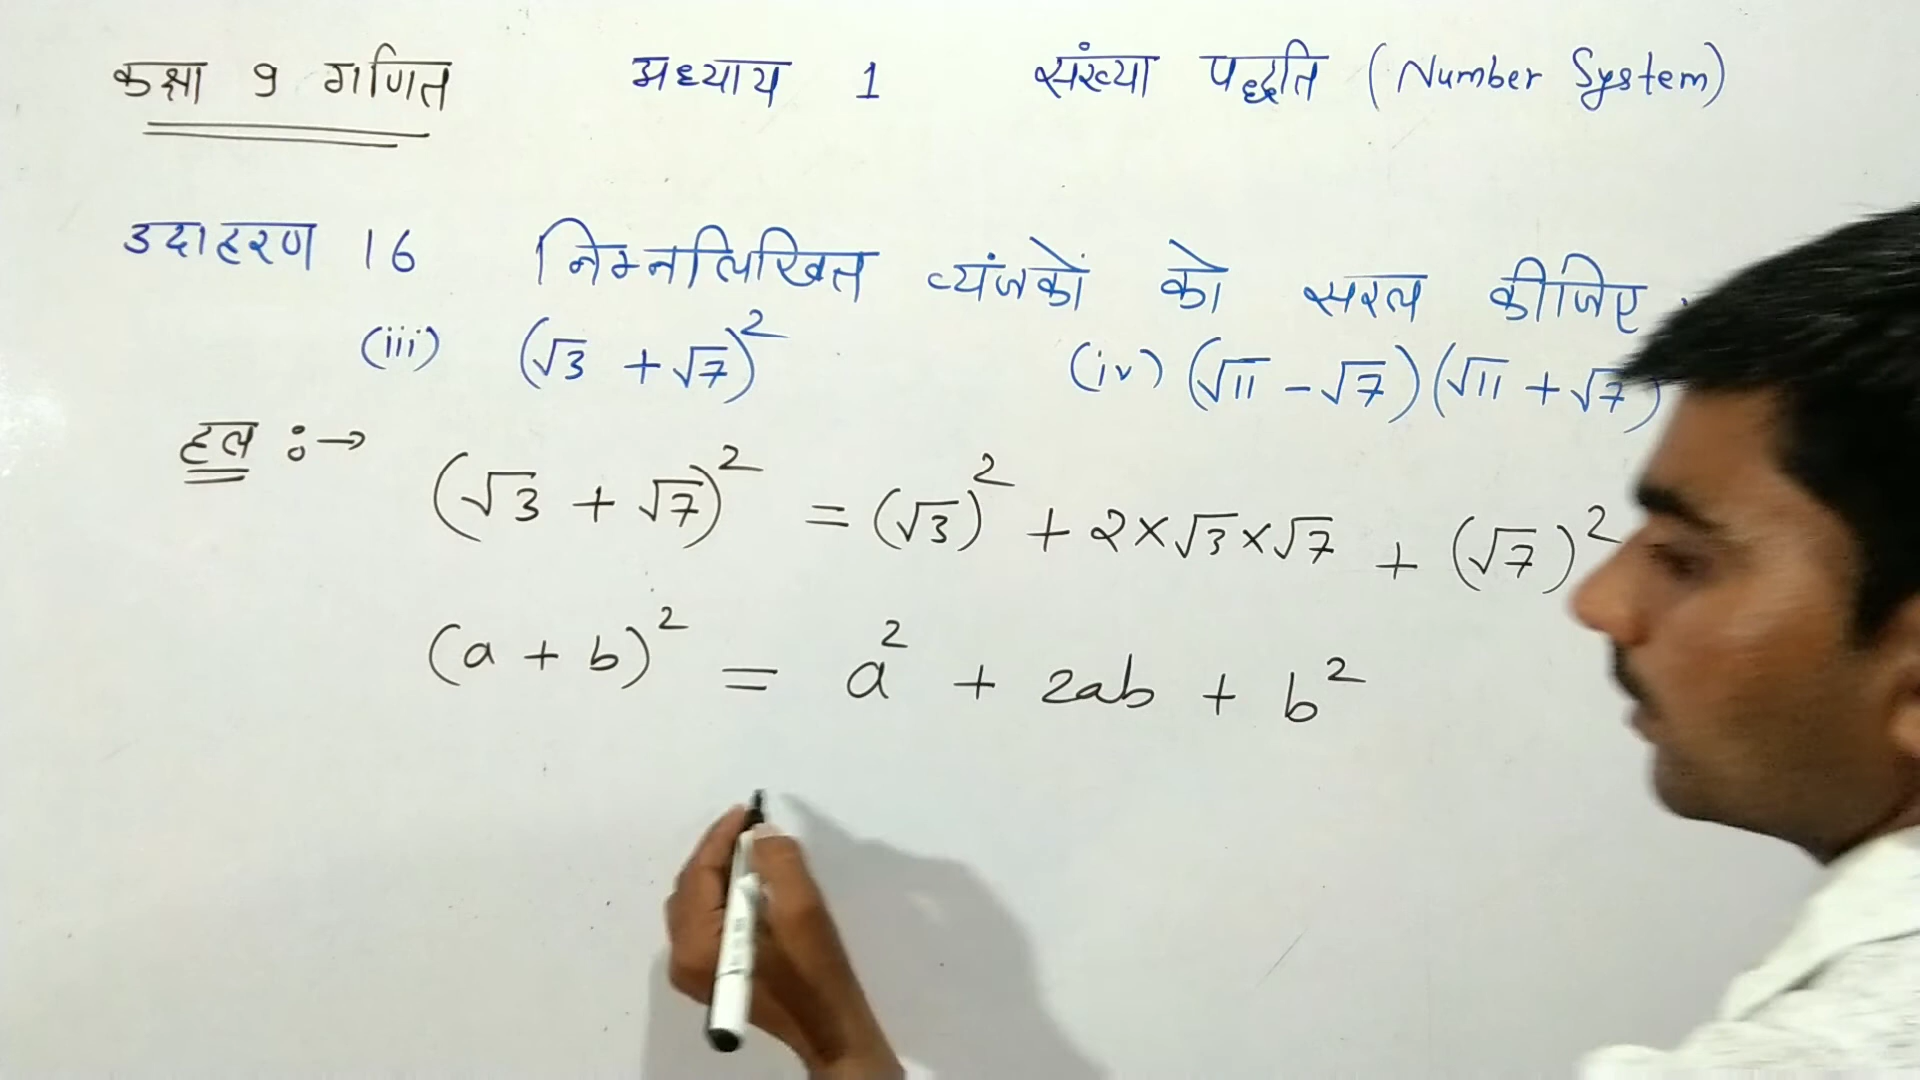 कक्षा 9 गणित अध्याय 1 संख्या पद्धति (Number System)
उदाहरण 16 निम्नलिखित व्यंजकों को सरल कीजिए
(iii) (√3 + √7)² (iv) (√11 - √7)(√11 + √7)
हल :→ (√3 + √7)² = (√3)² + 2×√3×√7 + (√7)²
(a + b)² = a² + 2ab + b²